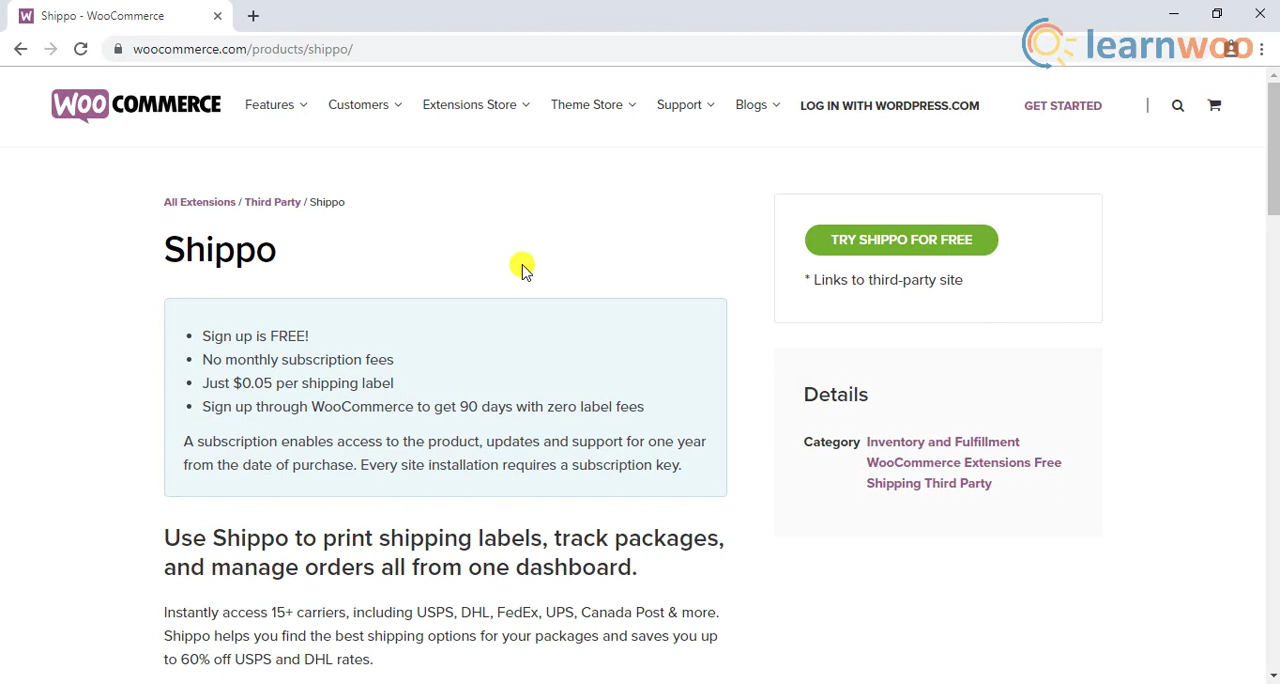 Shippo - WooCommerce
woocommerce.com/products/shippo/
learnwoo
WOO COMMERCE
Features
Customers
Extensions Store
Theme Store
Support
Blogs
LOG IN WITH WORDPRESS.COM
GET STARTED
All Extensions / Third Party / Shippo
Shippo
• Sign up is FREE!
• No monthly subscription fees
• Just $0.05 per shipping label
• Sign up through WooCommerce to get 90 days with zero label fees
A subscription enables access to the product, updates and support for one year
from the date of purchase. Every site installation requires a subscription key.
Use Shippo to print shipping labels, track packages,
and manage orders all from one dashboard.
Instantly access 15+ carriers, including USPS, DHL, FedEx, UPS, Canada Post & more.
Shippo helps you find the best shipping options for your packages and saves you up
to 60% off USPS and DHL rates.
TRY SHIPPO FOR FREE
* Links to third-party site
Details
Category Inventory and Fulfillment
WooCommerce Extensions Free
Shipping Third Party